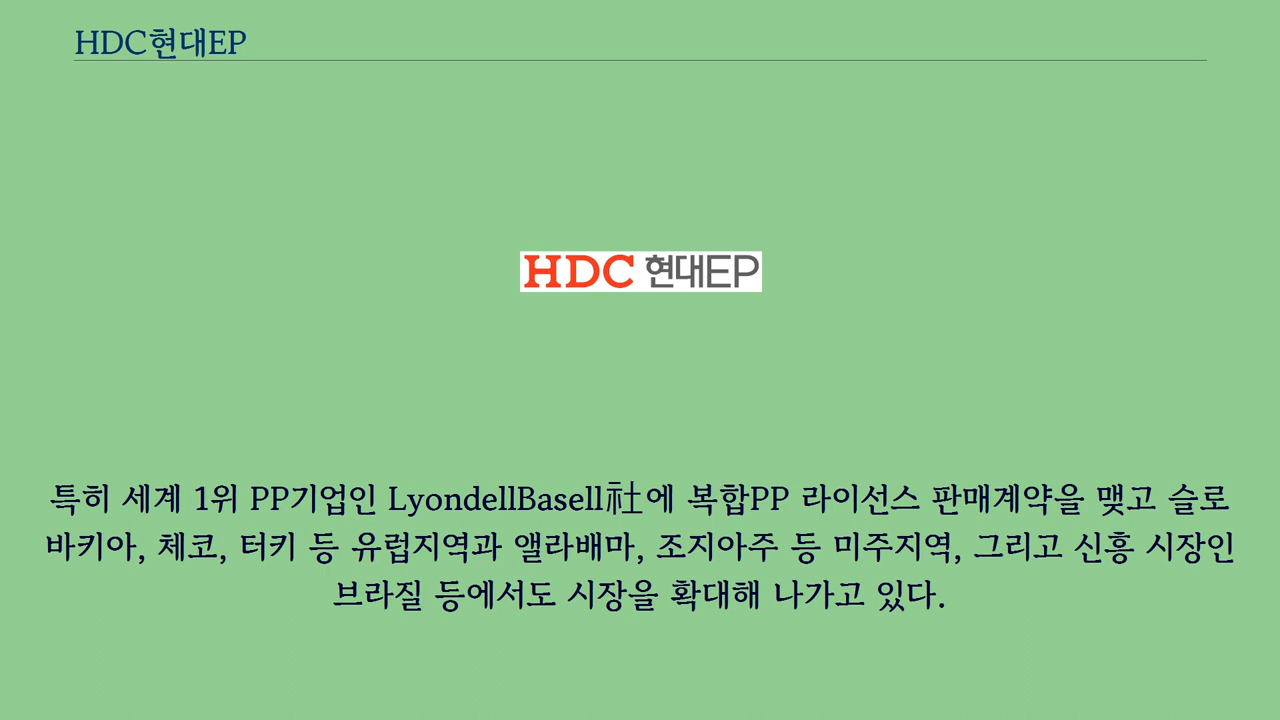 HDC현대EP
HDC 현대EP
특히 세계 1위 PP기업인 LyondellBasell社에 복합PP 라이선스 판매계약을 맺고 슬로
바키아, 체코, 터키 등 유럽지역과 앨라배마, 조지아주 등 미주지역, 그리고 신흥 시장인
브라질 등에서도 시장을 확대해 나가고 있다.